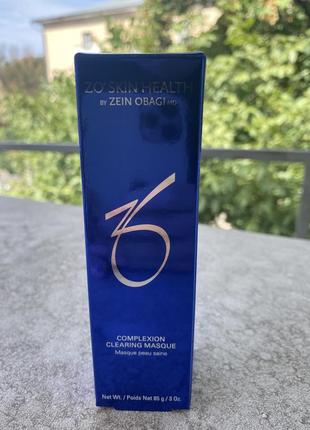 ZO® SKIN HEALTH
BY ZEIN OBAGI MD
COMPLEXION
CLEARING MASQUE
Masque peau saine
Net Wt. / Poids Net 85 g / 3 Oz.